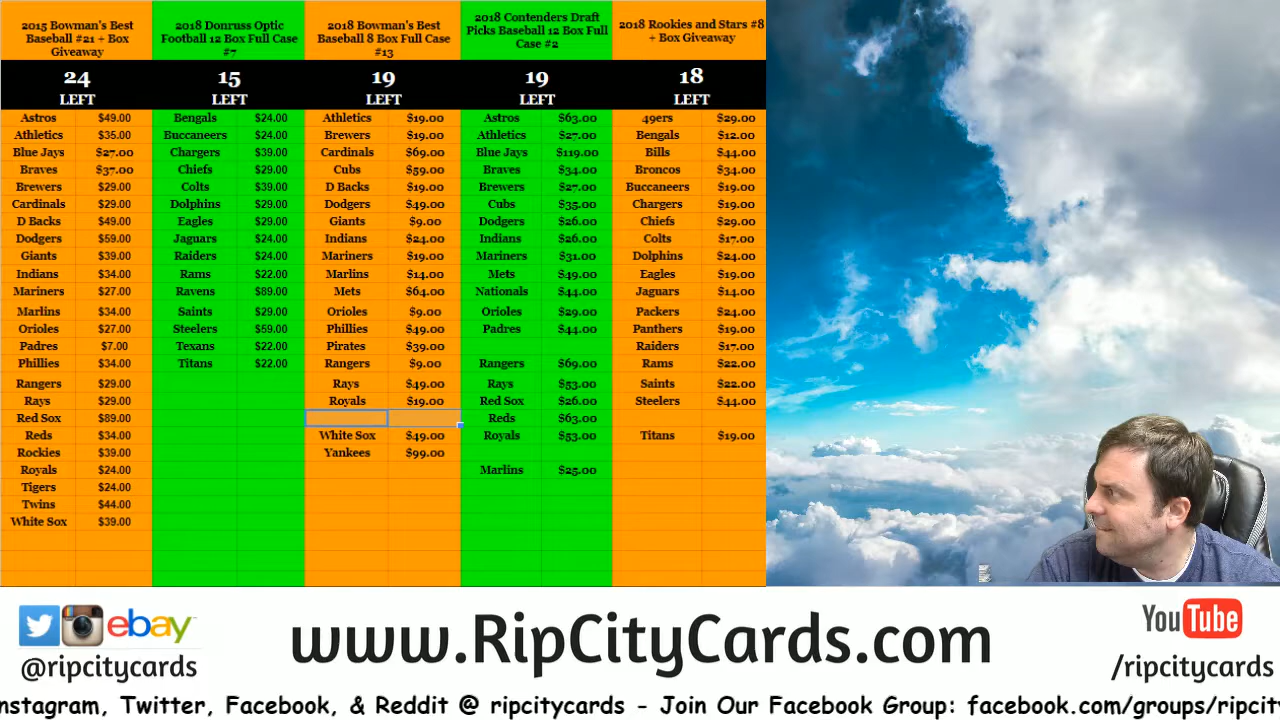 2015 Bowman's Best
Baseball #21 + Box
Giveaway
24
LEFT
Astros $49.00
Athletics $35.00
Blue Jays $27.00
Braves $37.00
Brewers $29.00
Cardinals $29.00
D Backs $49.00
Dodgers $59.00
Giants $39.00
Indians $34.00
Mariners $27.00
Marlins $34.00
Orioles $27.00
Padres $7.00
Phillies $34.00
Rangers $29.00
Rays $29.00
Red Sox $89.00
Reds $34.00
Rockies $39.00
Royals $24.00
Tigers $24.00
Twins $44.00
White Sox $39.00
2018 Donruss Optic
Football 12 Box Full Case
#7
15
LEFT
Bengals $24.00
Buccaneers $24.00
Chargers $39.00
Chiefs $29.00
Colts $39.00
Dolphins $29.00
Eagles $29.00
Jaguars $24.00
Raiders $24.00
Rams $22.00
Ravens $89.00
Saints $29.00
Steelers $59.00
Texans $22.00
Titans $22.00
2018 Bowman's Best
Baseball 8 Box Full Case
#13
19
LEFT
Athletics $19.00
Brewers $19.00
Cardinals $69.00
Cubs $59.00
D Backs $19.00
Dodgers $49.00
Giants $9.00
Indians $24.00
Mariners $19.00
Marlins $14.00
Mets $64.00
Orioles $9.00
Phillies $49.00
Pirates $39.00
Rangers $9.00
Rays $49.00
Royals $19.00
White Sox $49.00
Yankees $99.00
2018 Contenders Draft
Picks Baseball 12 Box Full
Case #2
19
LEFT
Astros $63.00
Athletics $27.00
Blue Jays $119.00
Braves $34.00
Brewers $27.00
Cubs $35.00
Dodgers $26.00
Indians $26.00
Mariners $31.00
Mets $49.00
Nationals $44.00
Orioles $29.00
Padres $44.00
Rangers $69.00
Rays $53.00
Red Sox $26.00
Reds $63.00
Royals $53.00
Marlins $25.00
2018 Rookies and Stars #8
+ Box Giveaway
18
LEFT
49ers $29.00
Bengals $12.00
Bills $44.00
Broncos $34.00
Buccaneers $19.00
Chargers $19.00
Chiefs $29.00
Colts $17.00
Dolphins $24.00
Eagles $19.00
Jaguars $14.00
Packers $24.00
Panthers $19.00
Raiders $17.00
Rams $22.00
Saints $22.00
Steelers $44.00
Titans $19.00
ebay
@ripcitycards
www.RipCityCards.com
YouTube
/ripcitycards
nstagram, Twitter, Facebook, & Reddit @ ripcitycards - Join Our Facebook Group: facebook.com/groups/ripcit